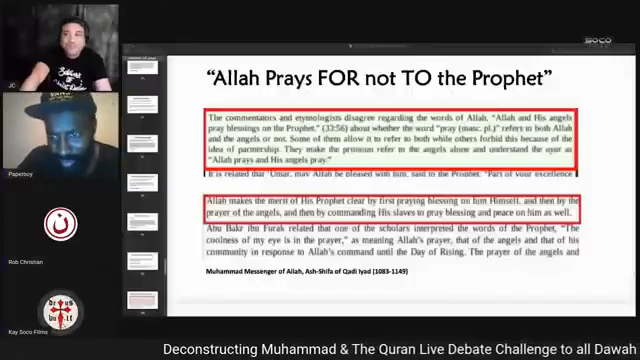 SOCO
JC
"Allah Prays FOR not TO the Prophet"
The commentators and etymologists disagree regarding the words of Allah, "Allah and His angels
pray blessings on the Prophet." (33:56) about whether the word "pray (masc. pl.)" refers to both Allah
and the angels or not. Some of them allow it to refer to both while others forbid this because of the
idea of partnership. They make the pronoun refer to the angels alone and understand the ayat as
"Allah prays and His angels pray."
It is related that 'Umar, may Allah be pleased with him, said to the Prophet, "Part of your excellence
Allah makes the merit of His Prophet clear by first praying blessing on him Himself, and then by the
prayer of the angels, and then by commanding His slaves to pray blessing and peace on him as well.
Abu Bakr ibn Furak related that one of the scholars interpreted the words of the Prophet, "The
coolness of my eye is in the prayer," as meaning Allah's prayer, that of the angels and that of his
community in response to Allah's command until the Day of Rising. The prayer of the angels and
Muhammad Messenger of Allah, Ash-Shifa of Qadi Iyad (1083-1149)
Paperboy
Rob Christian
Kay Soco Films
Deconstructing Muhammad & The Quran Live Debate Challenge to all Dawah